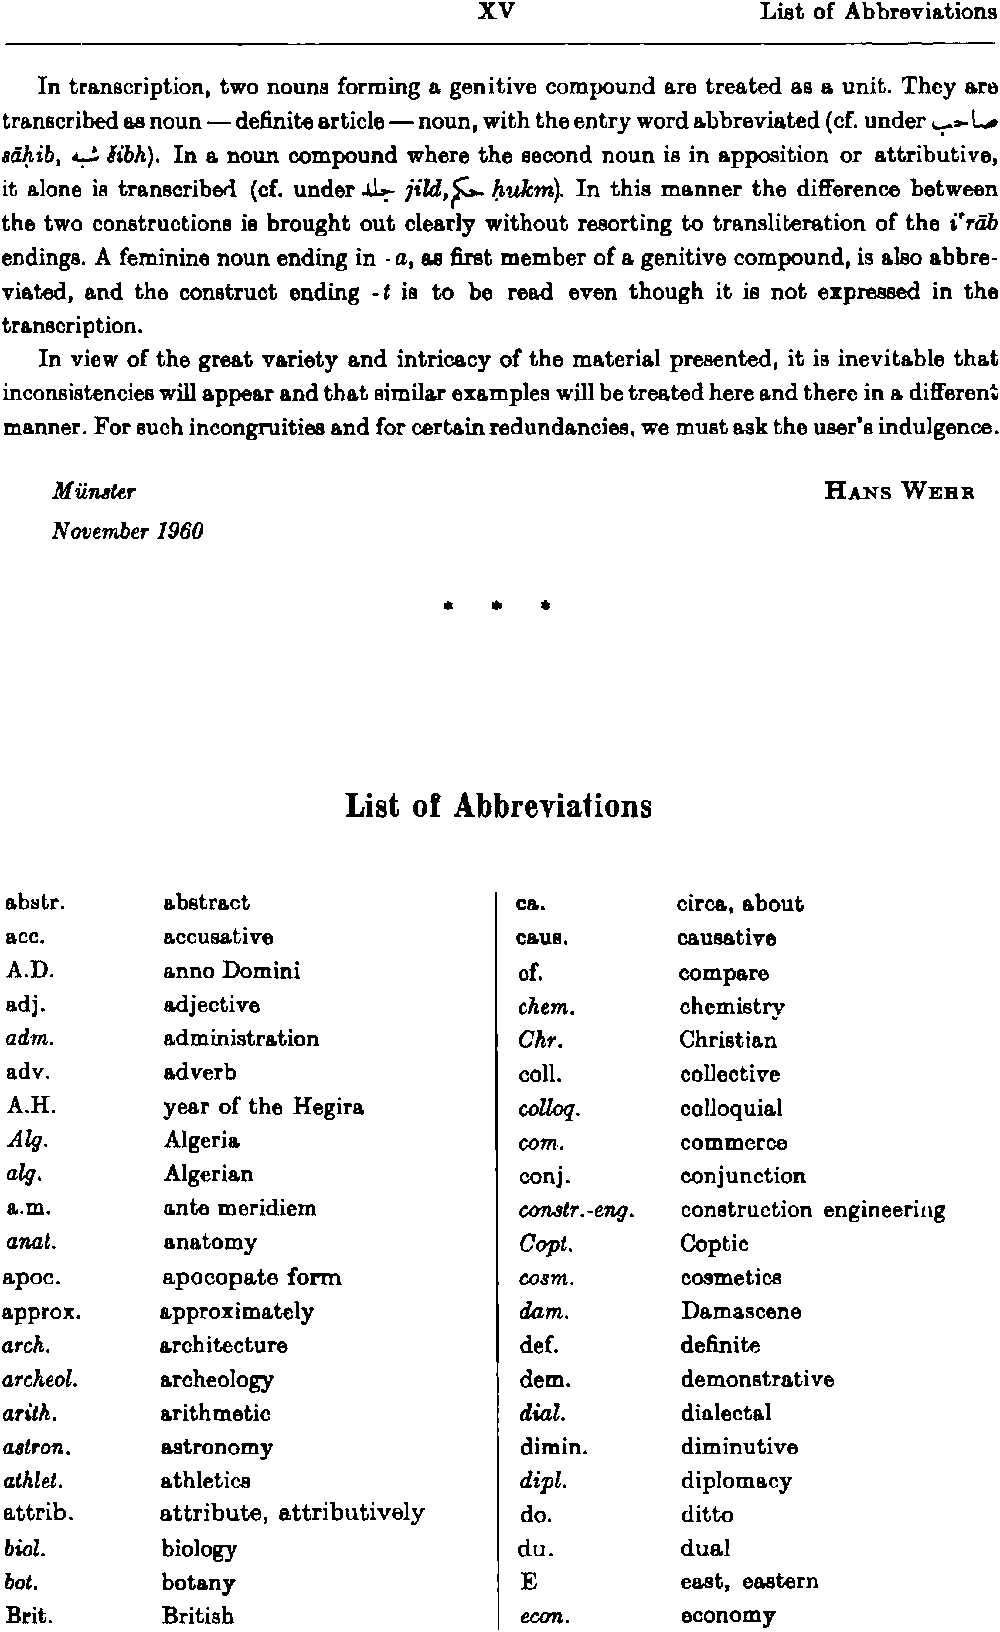 XV List of Abbreviations
In transcription, two nouns forming a genitive compound are treated as a unit. They are
transcribed as noun — definite article — noun, with the entry word abbreviated (cf. under صاحب
ṣāḥib, شبه šibh). In a noun compound where the second noun is in apposition or attributive,
it alone is transcribed (cf. under جلد jild, حكم ḥukm). In this manner the difference between
the two constructions is brought out clearly without resorting to transliteration of the iʿrāb
endings. A feminine noun ending in -a, as first member of a genitive compound, is also abbre-
viated, and the construct ending -t is to be read even though it is not expressed in the
transcription.
In view of the great variety and intricacy of the material presented, it is inevitable that
inconsistencies will appear and that similar examples will be treated here and there in a different
manner. For such incongruities and for certain redundancies, we must ask the user's indulgence.
Münster Hans Wehr
November 1960
* * *
List of Abbreviations
abstr. abstract
acc. accusative
A.D. anno Domini
adj. adjective
adm. administration
adv. adverb
A.H. year of the Hegira
Alg. Algeria
alg. Algerian
a.m. ante meridiem
anat. anatomy
apoc. apocopate form
approx. approximately
arch. architecture
archeol. archeology
arith. arithmetic
astron. astronomy
athlet. athletics
attrib. attribute, attributively
biol. biology
bot. botany
Brit. British
ca. circa, about
caus. causative
cf. compare
chem. chemistry
Chr. Christian
coll. collective
colloq. colloquial
com. commerce
conj. conjunction
constr.-eng. construction engineering
Copt. Coptic
cosm. cosmetics
dam. Damascene
def. definite
dem. demonstrative
dial. dialectal
dimin. diminutive
dipl. diplomacy
do. ditto
du. dual
E east, eastern
econ. economy